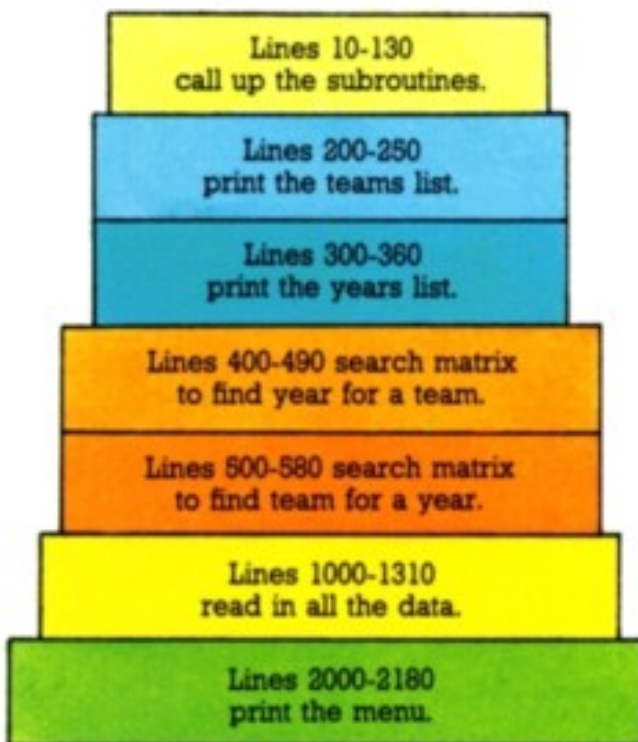 Lines 10-130
call up the subroutines.
Lines 200-250
print the teams list.
Lines 300-360
print the years list.
Lines 400-490 search matrix
to find year for a team.
Lines 500-580 search matrix
to find team for a year.
Lines 1000-1310
read in all the data.
Lines 2000-2180
print the menu.